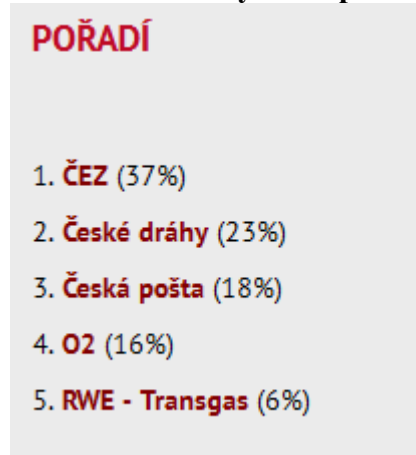 POŘADÍ
1. ČEZ (37%)
2. České dráhy (23%)
3. Česká pošta (18%)
4. O2 (16%)
5. RWE - Transgas (6%)